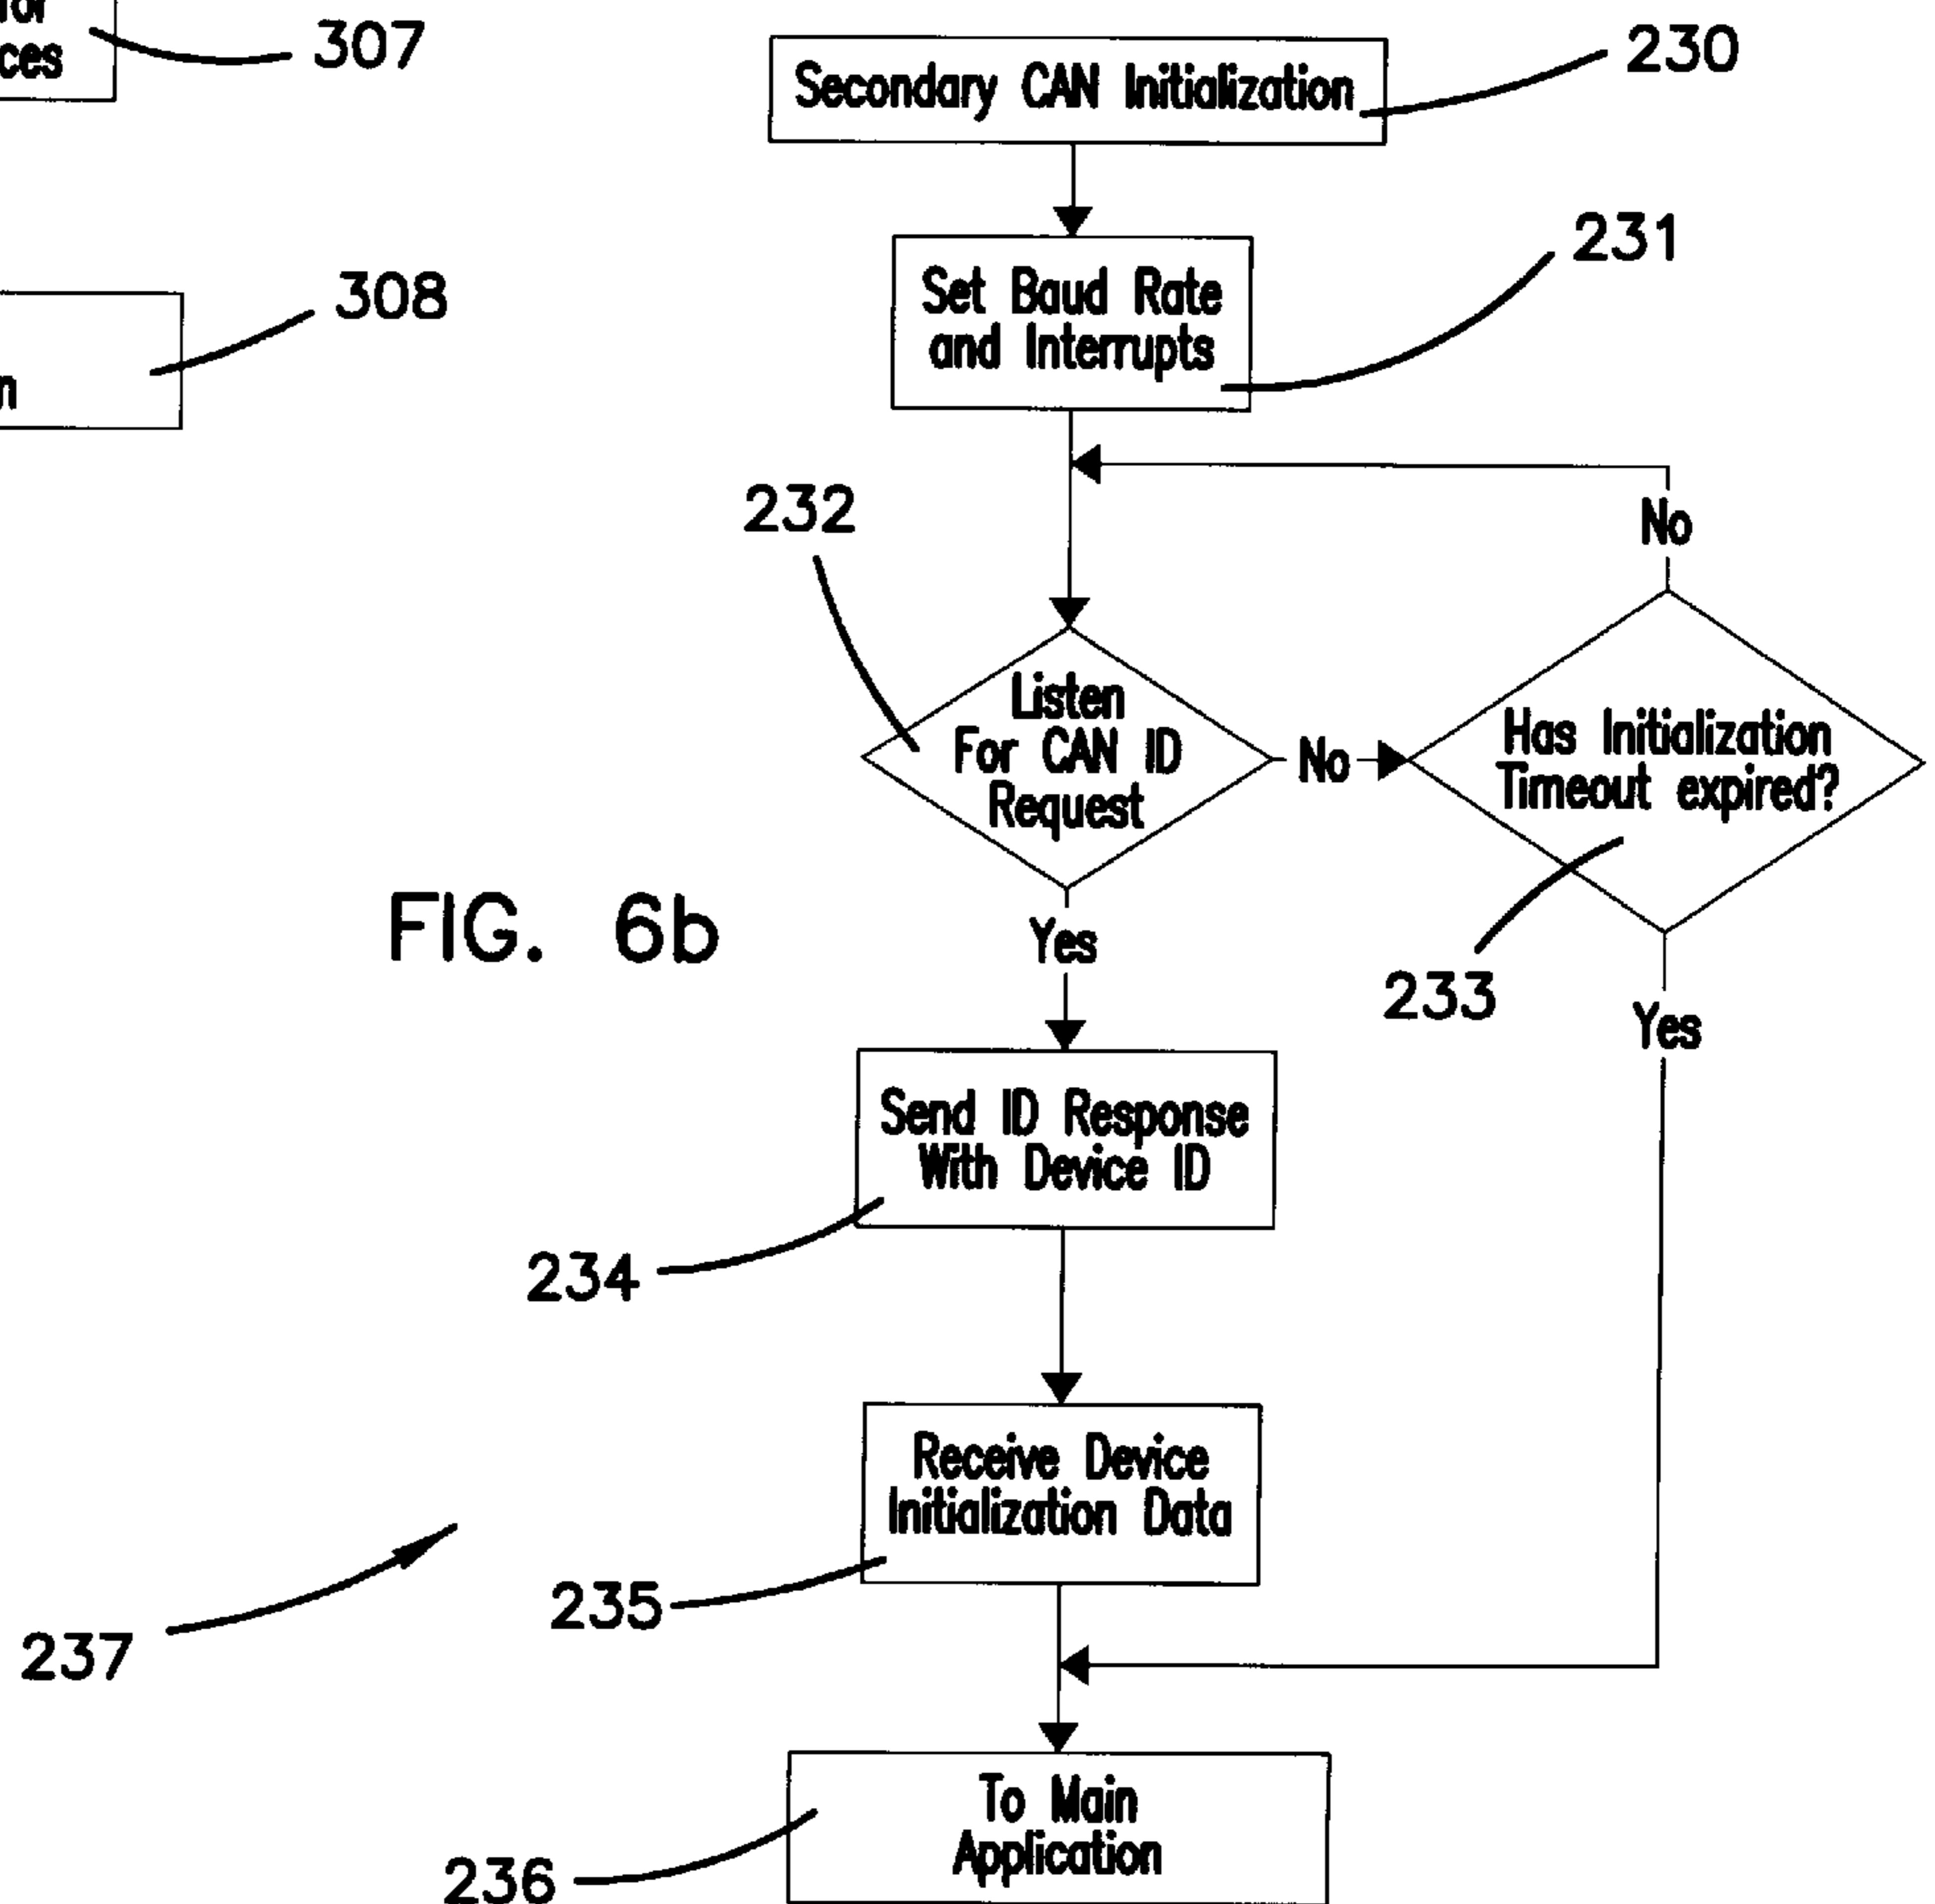 307
308
Secondary CAN Initialization
230
Set Baud Rate
and Interrupts
231
No
232
Listen
For CAN ID
Request
No
Has Initialization
Timeout expired?
233
FIG. 6b
Yes
Yes
Send ID Response
With Device ID
234
Receive Device
Initialization Data
235
237
To Main
Application
236